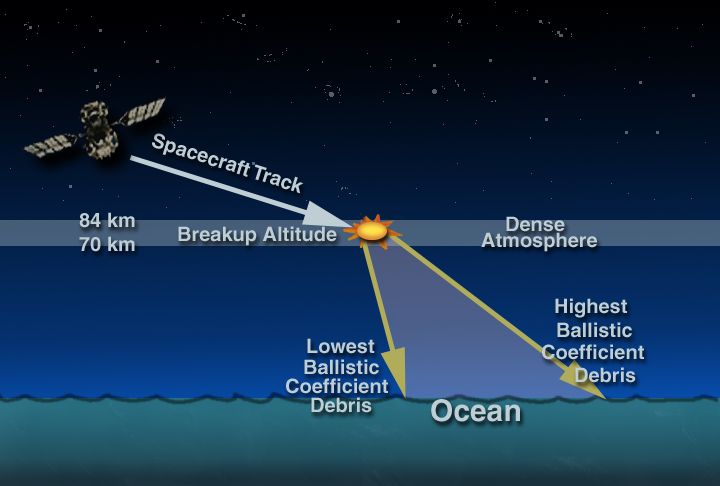 Spacecraft Track
84 km
70 km
Breakup Altitude
Dense
Atmosphere
Lowest
Ballistic
Coefficient
Debris
Highest
Ballistic
Coefficient
Debris
Ocean